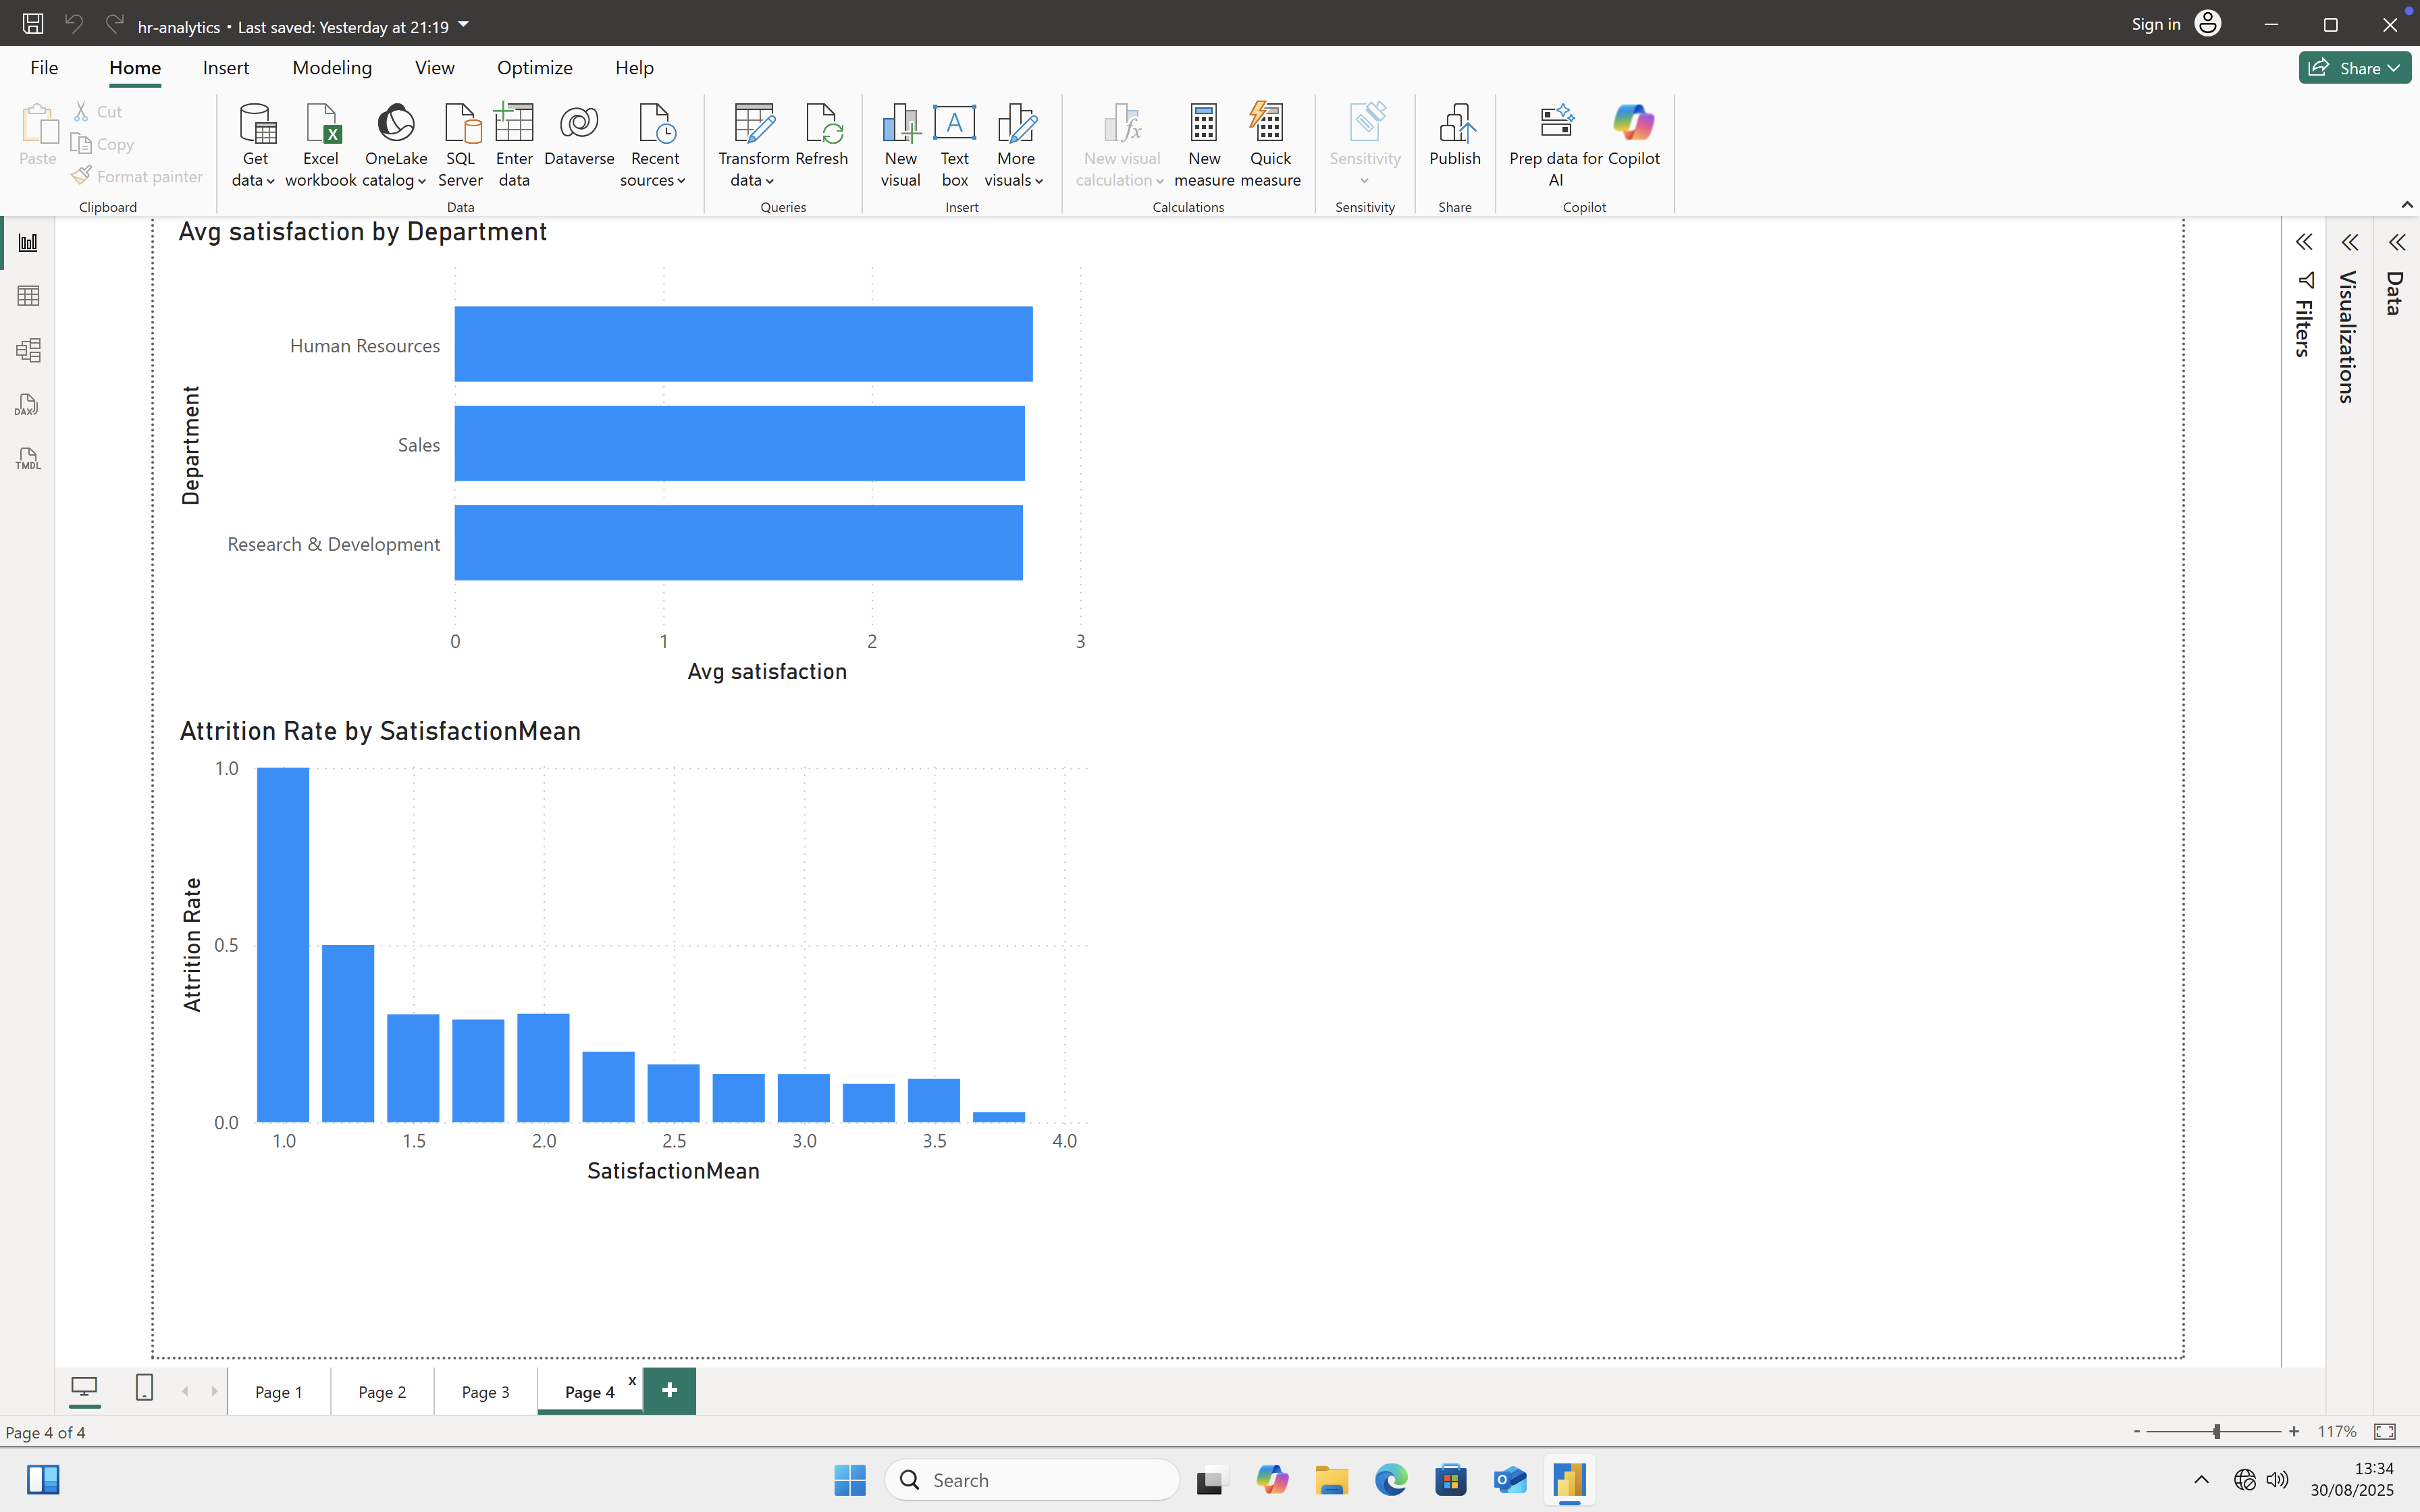 hr-analytics • Last saved: Yesterday at 21:19
Sign in
File Home Insert Modeling View Optimize Help
Share
Paste
Cut
Copy
Format painter
Clipboard
Get data
Excel workbook
OneLake catalog
SQL Server
Enter data
Dataverse
Recent sources
Data
Transform data
Refresh
Queries
New visual
Text box
More visuals
Insert
New visual calculation
New measure
Quick measure
Calculations
Sensitivity
Sensitivity
Publish
Share
Prep data for AI
Copilot
Copilot
DAX
TMDL
Avg satisfaction by Department
Department
Human Resources
Sales
Research & Development
0 1 2 3
Avg satisfaction
Attrition Rate by SatisfactionMean
Attrition Rate
1.0
0.5
0.0
1.0 1.5 2.0 2.5 3.0 3.5 4.0
SatisfactionMean
Filters
Visualizations
Data
Page 1 Page 2 Page 3 Page 4 x +
Page 4 of 4
- + 117%
Search
13:34
30/08/2025